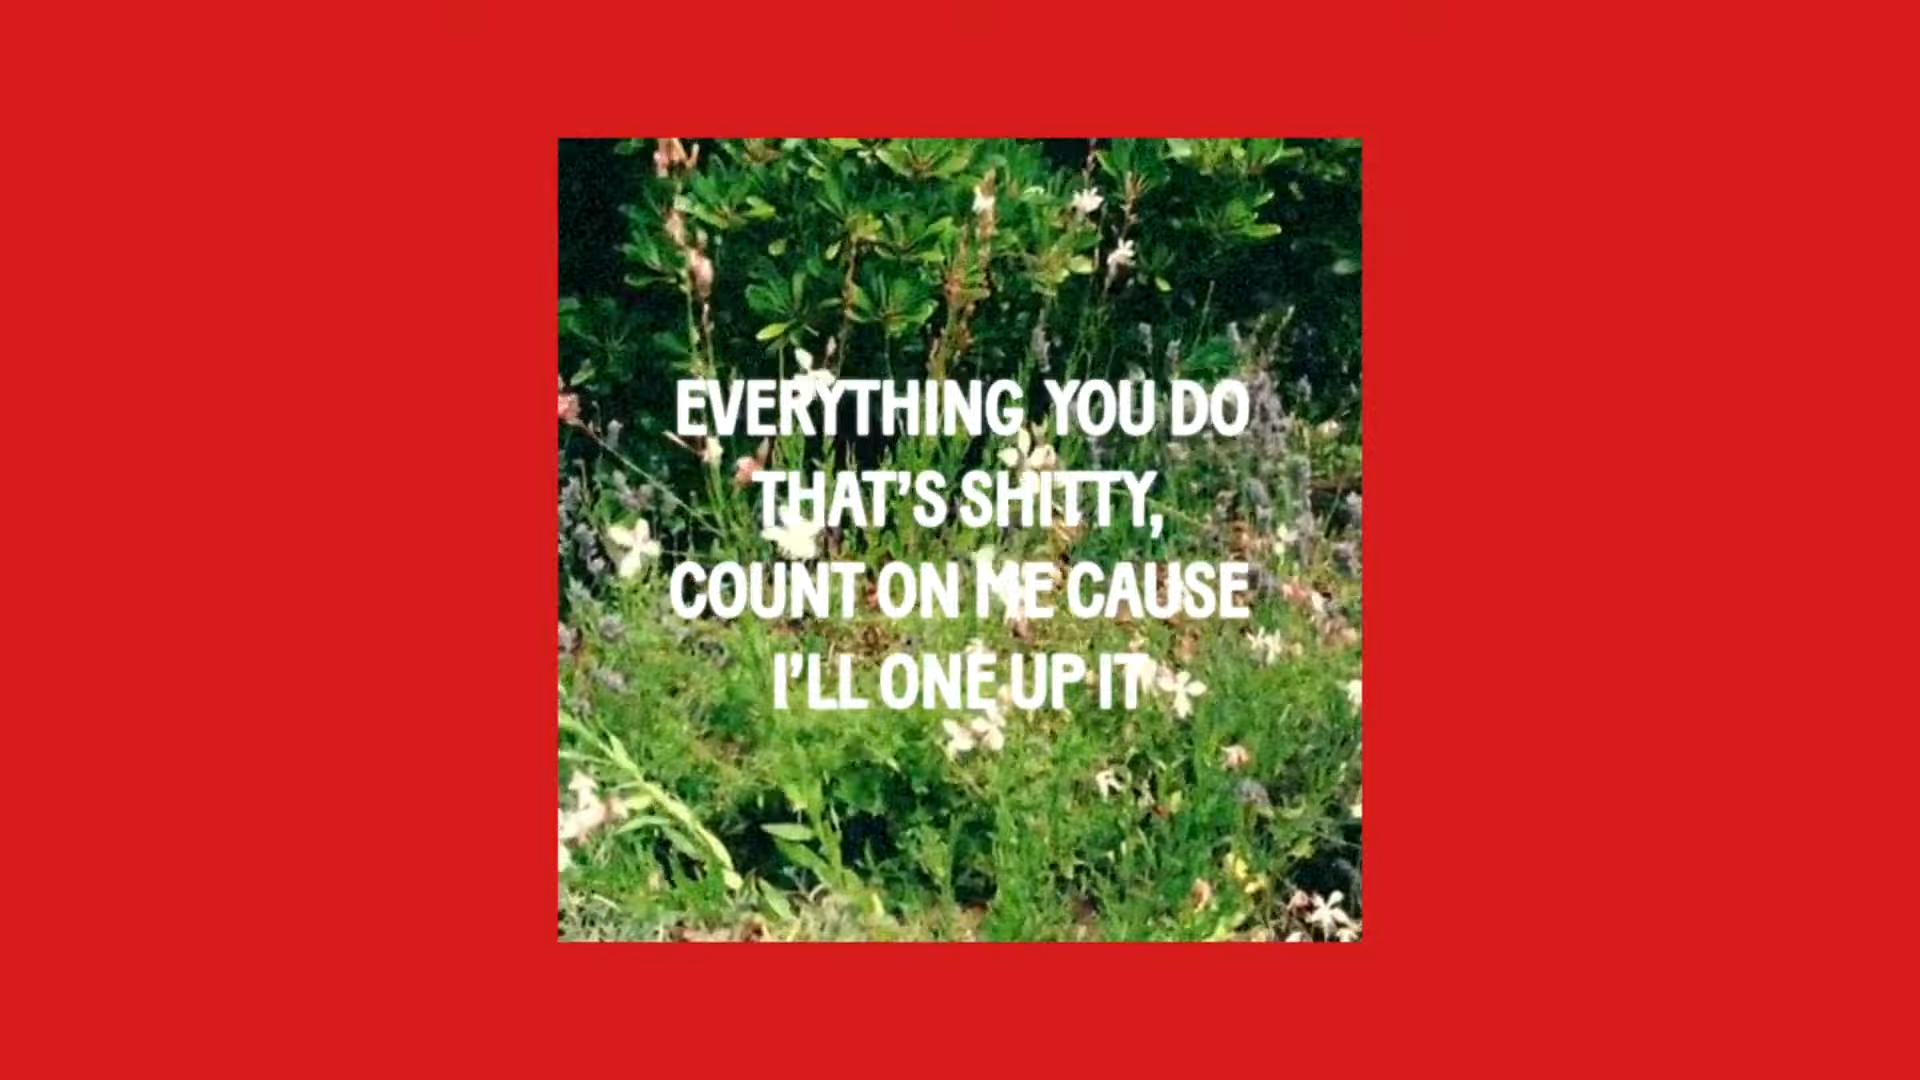 EVERYTHING YOU DO
THAT'S SHITTY,
COUNT ON ME CAUSE
I'LL ONE UP IT